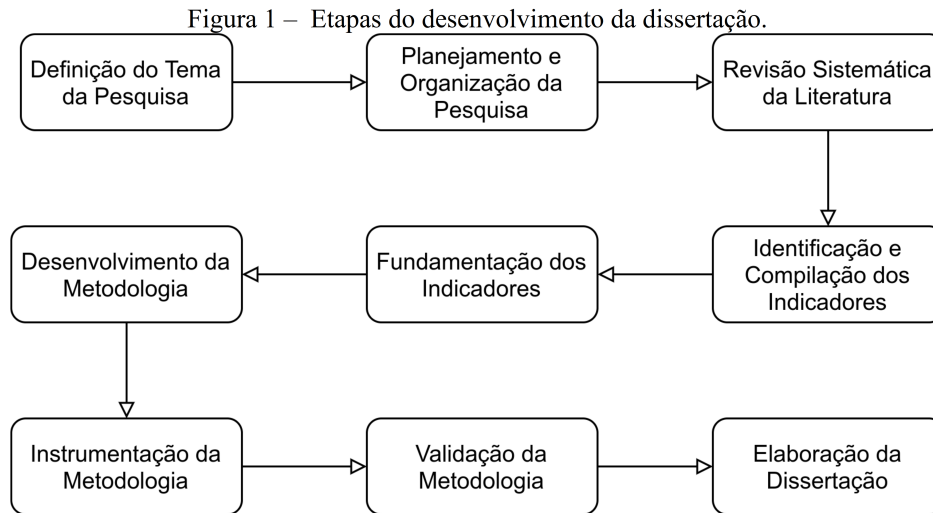 Figura 1 – Etapas do desenvolvimento da dissertação.
Definição do Tema
da Pesquisa
Planejamento e
Organização da
Pesquisa
Revisão Sistemática
da Literatura
Identificação e
Compilação dos
Indicadores
Fundamentação dos
Indicadores
Desenvolvimento da
Metodologia
Instrumentação da
Metodologia
Validação da
Metodologia
Elaboração da
Dissertação